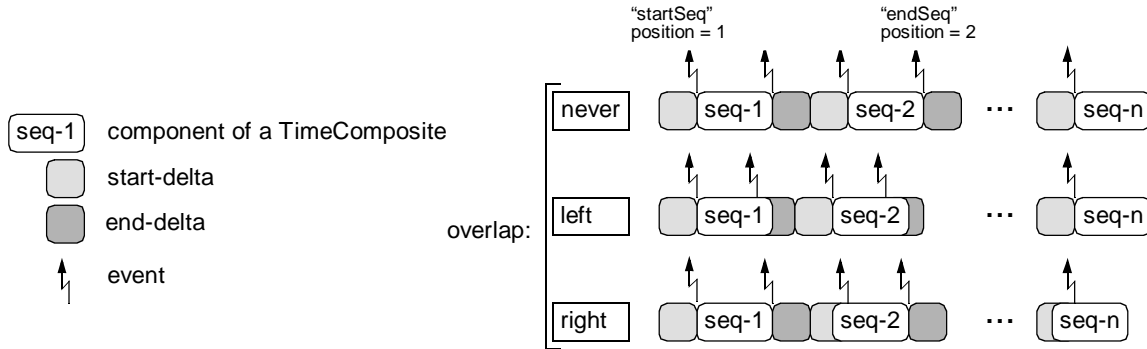 “startSeq”
position = 1
“endSeq”
position = 2
seq-1 component of a TimeComposite
start-delta
end-delta
event
overlap:
never seq-1 seq-2 ... seq-n
left seq-1 seq-2 ... seq-n
right seq-1 seq-2 ... seq-n